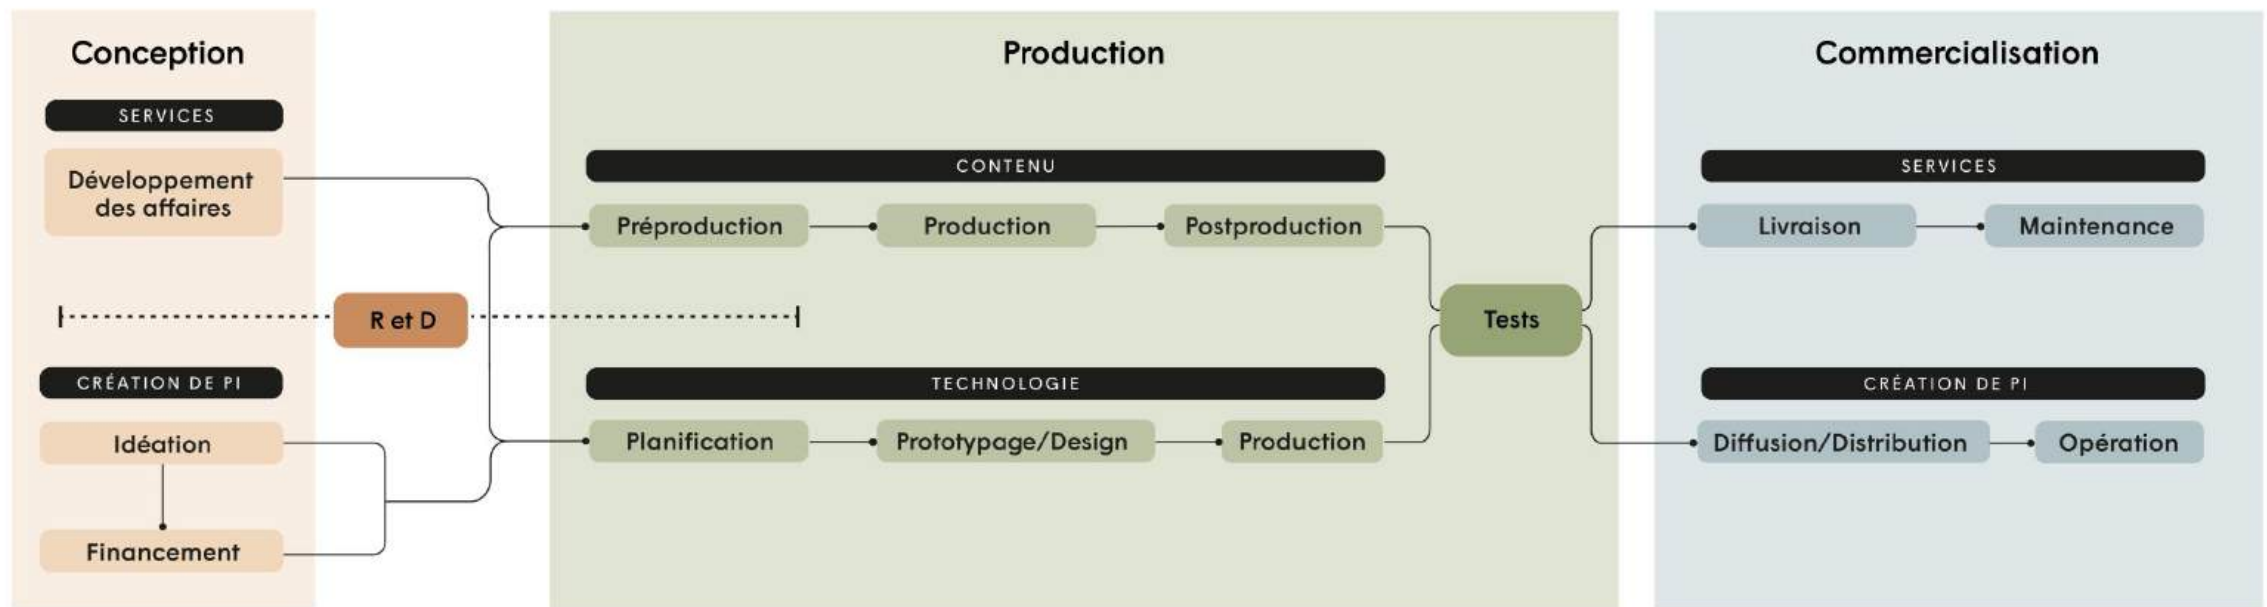 Conception
SERVICES
Développement
des affaires
R et D
CRÉATION DE PI
Idéation
Financement
Production
CONTENU
Préproduction
Production
Postproduction
TECHNOLOGIE
Planification
Prototypage/Design
Production
Tests
Commercialisation
SERVICES
Livraison
Maintenance
CRÉATION DE PI
Diffusion/Distribution
Opération